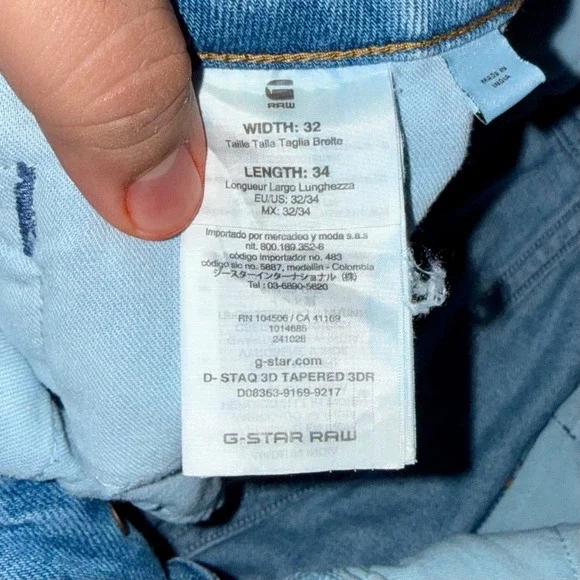 RAW
MADE IN
INDIA
WIDTH: 32
Taille Talla Taglia Breite
LENGTH: 34
Longueur Largo Lunghezza
EU/US: 32/34
MX: 32/34
Importado por mercadeo y moda s.a.s
nit. 800.189.352-6
código importador no. 483
código sic no. 5887, medellin - Colombia
ジースター・インターナショナル (株)
Tel : 03-6890-5620
RN 104506 / CA 41169
1014685
241028
g-star.com
D- STAQ 3D TAPERED 3DR
D08363-9169-9217
G-STAR RAW